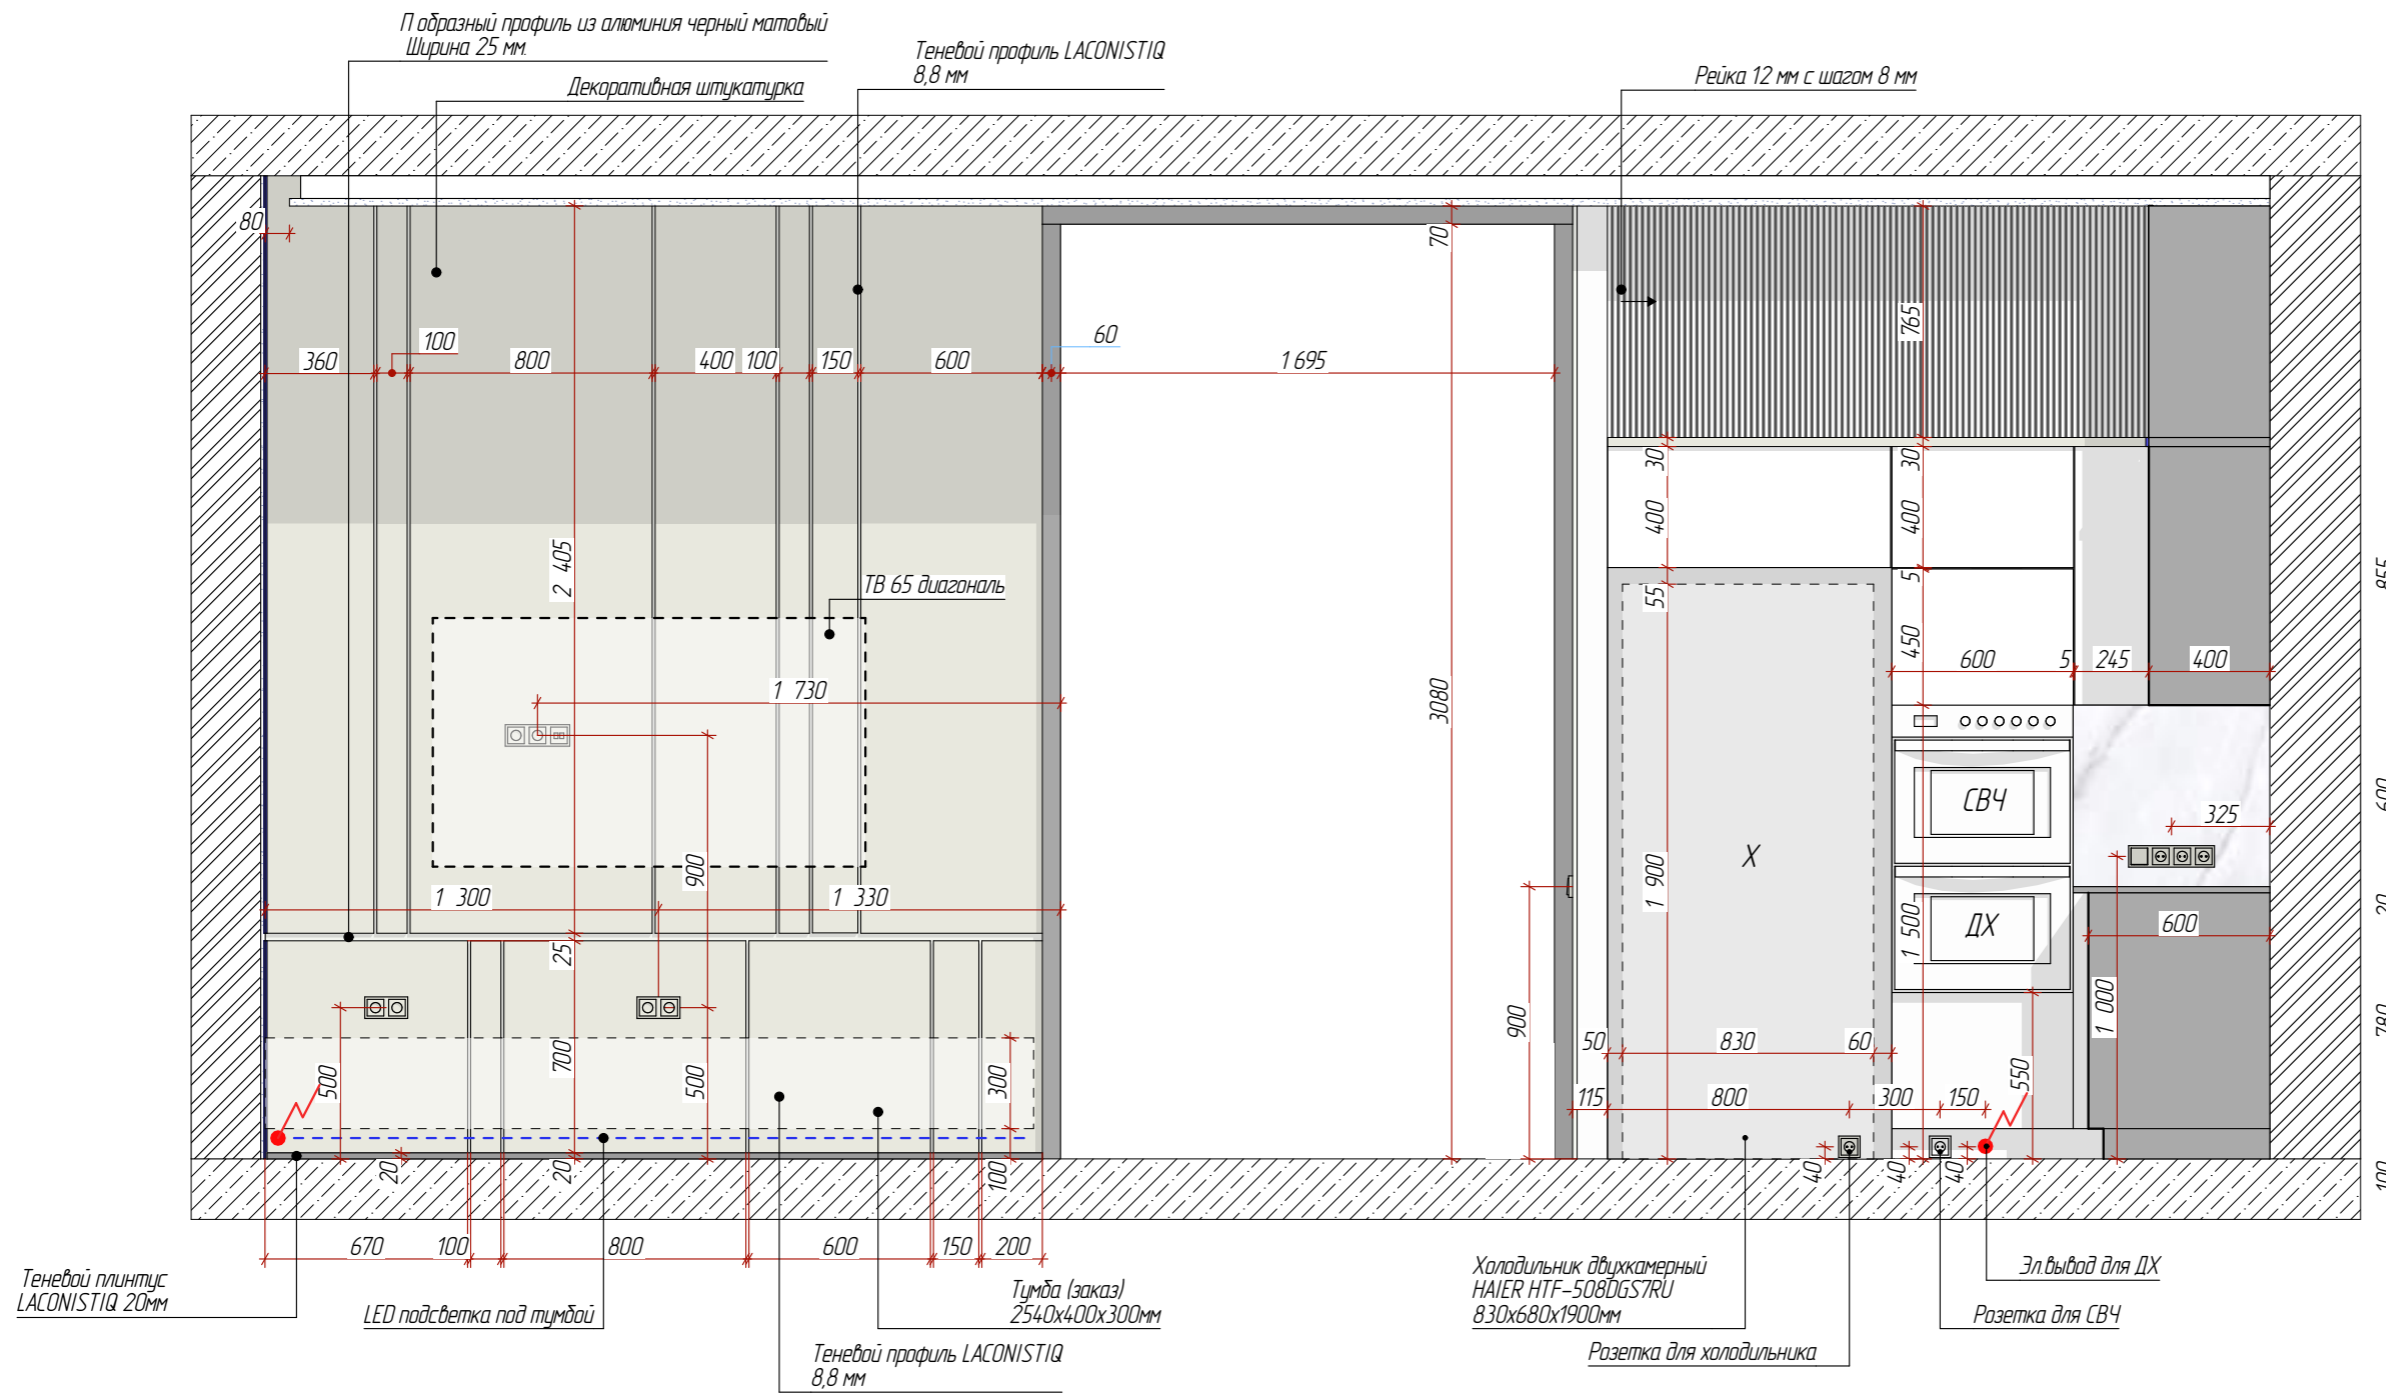 П образный профиль из алюминия черный матовый
Ширина 25 мм.
Теневой профиль LACONISTIQ
8,8 мм
Декоративная штукатурка
Рейка 12 мм с шагом 8 мм
80
70
765
360
100
800
400
100
150
600
60
1 695
30
30
400
400
2 405
ТВ 65 диагональ
5
55
855
450
600
5
245
400
1 730
3080
СВЧ
600
325
Х
900
1 900
1 300
1 330
20
ДХ
1 500
600
25
900
1 000
780
700
500
500
300
50
830
60
550
115
800
300
150
20
20
100
40
40
40
100
670
100
800
600
150
200
Теневой плинтус
LACONISTIQ 20мм
LED подсветка под тумбой
Тумба (заказ)
2540х400х300мм
Теневой профиль LACONISTIQ
8,8 мм
Холодильник двухкамерный
HAIER HTF-508DGS7RU
830х680х1900мм
Розетка для холодильника
Эл.вывод для ДХ
Розетка для СВЧ